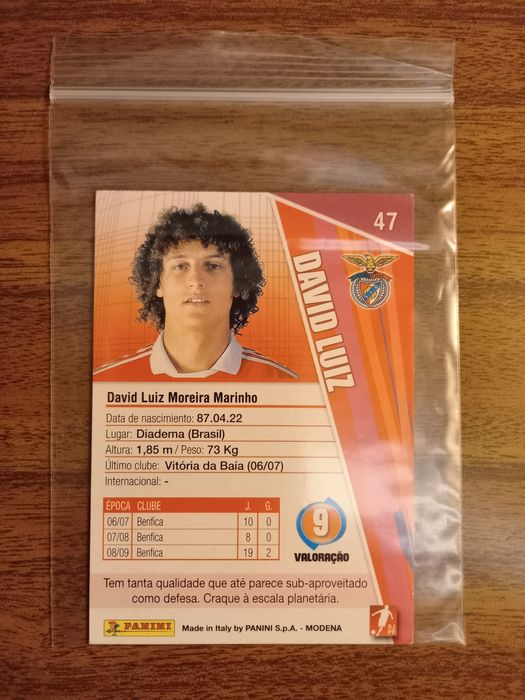 47
DAVID LUIZ
David Luiz Moreira Marinho
Data de nascimento: 87.04.22
Lugar: Diadema (Brasil)
Altura: 1,85 m / Peso: 73 Kg
Último clube: Vitória da Baía (06/07)
Internacional: -
ÉPOCA CLUBE J. G.
06/07 Benfica 10 0
07/08 Benfica 8 0
08/09 Benfica 19 2
9
VALORAÇÃO
Tem tanta qualidade que até parece sub-aproveitado
como defesa. Craque à escala planetária.
PANINI
Made in Italy by PANINI S.p.A. - MODENA